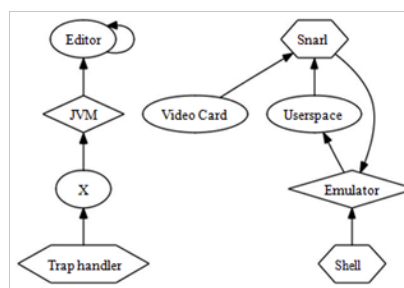 Editor
Snarl
JVM
Video Card
Userspace
X
Emulator
Trap handler
Shell